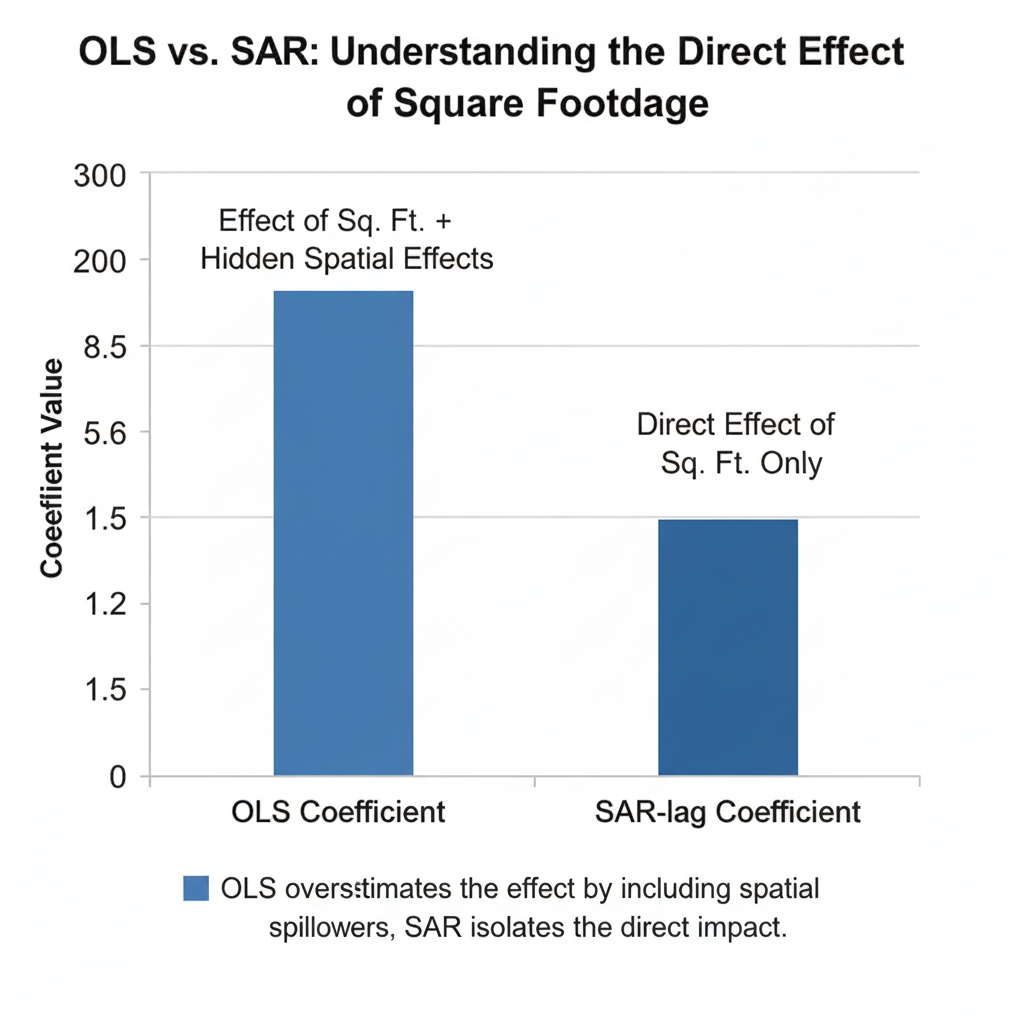 OLS vs. SAR: Understanding the Direct Effect
of Square Footdage
300
Effect of Sq. Ft. +
Hidden Spatial Effects
200
8.5
Coeefiient Value
5.6
Direct Effect of
Sq. Ft. Only
1.5
1.2
1.5
0
OLS Coefficient
SAR-lag Coefficient
OLS overstimates the effect by including spatial
spillowers, SAR isolates the direct impact.